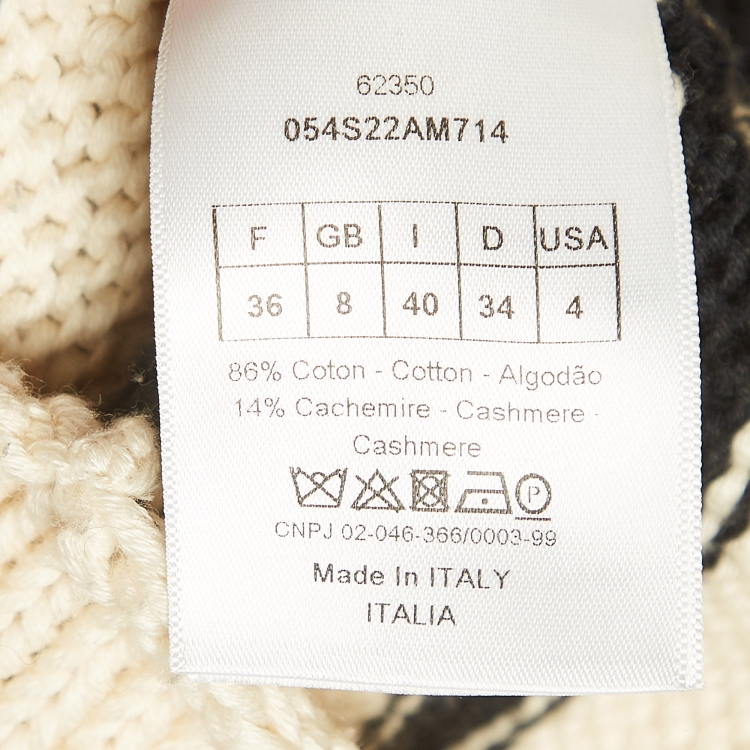 62350
054S22AM714
F GB I D USA
36 8 40 34 4
86% Coton - Cotton - Algodão
14% Cachemire - Cashmere -
Cashmere
P
CNPJ 02-046-366/0003-99
Made In ITALY
ITALIA